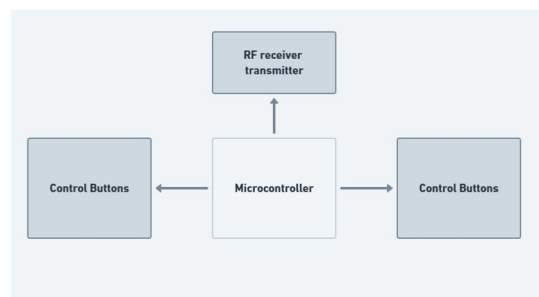 RF receiver
transmitter
Control Buttons
Microcontroller
Control Buttons